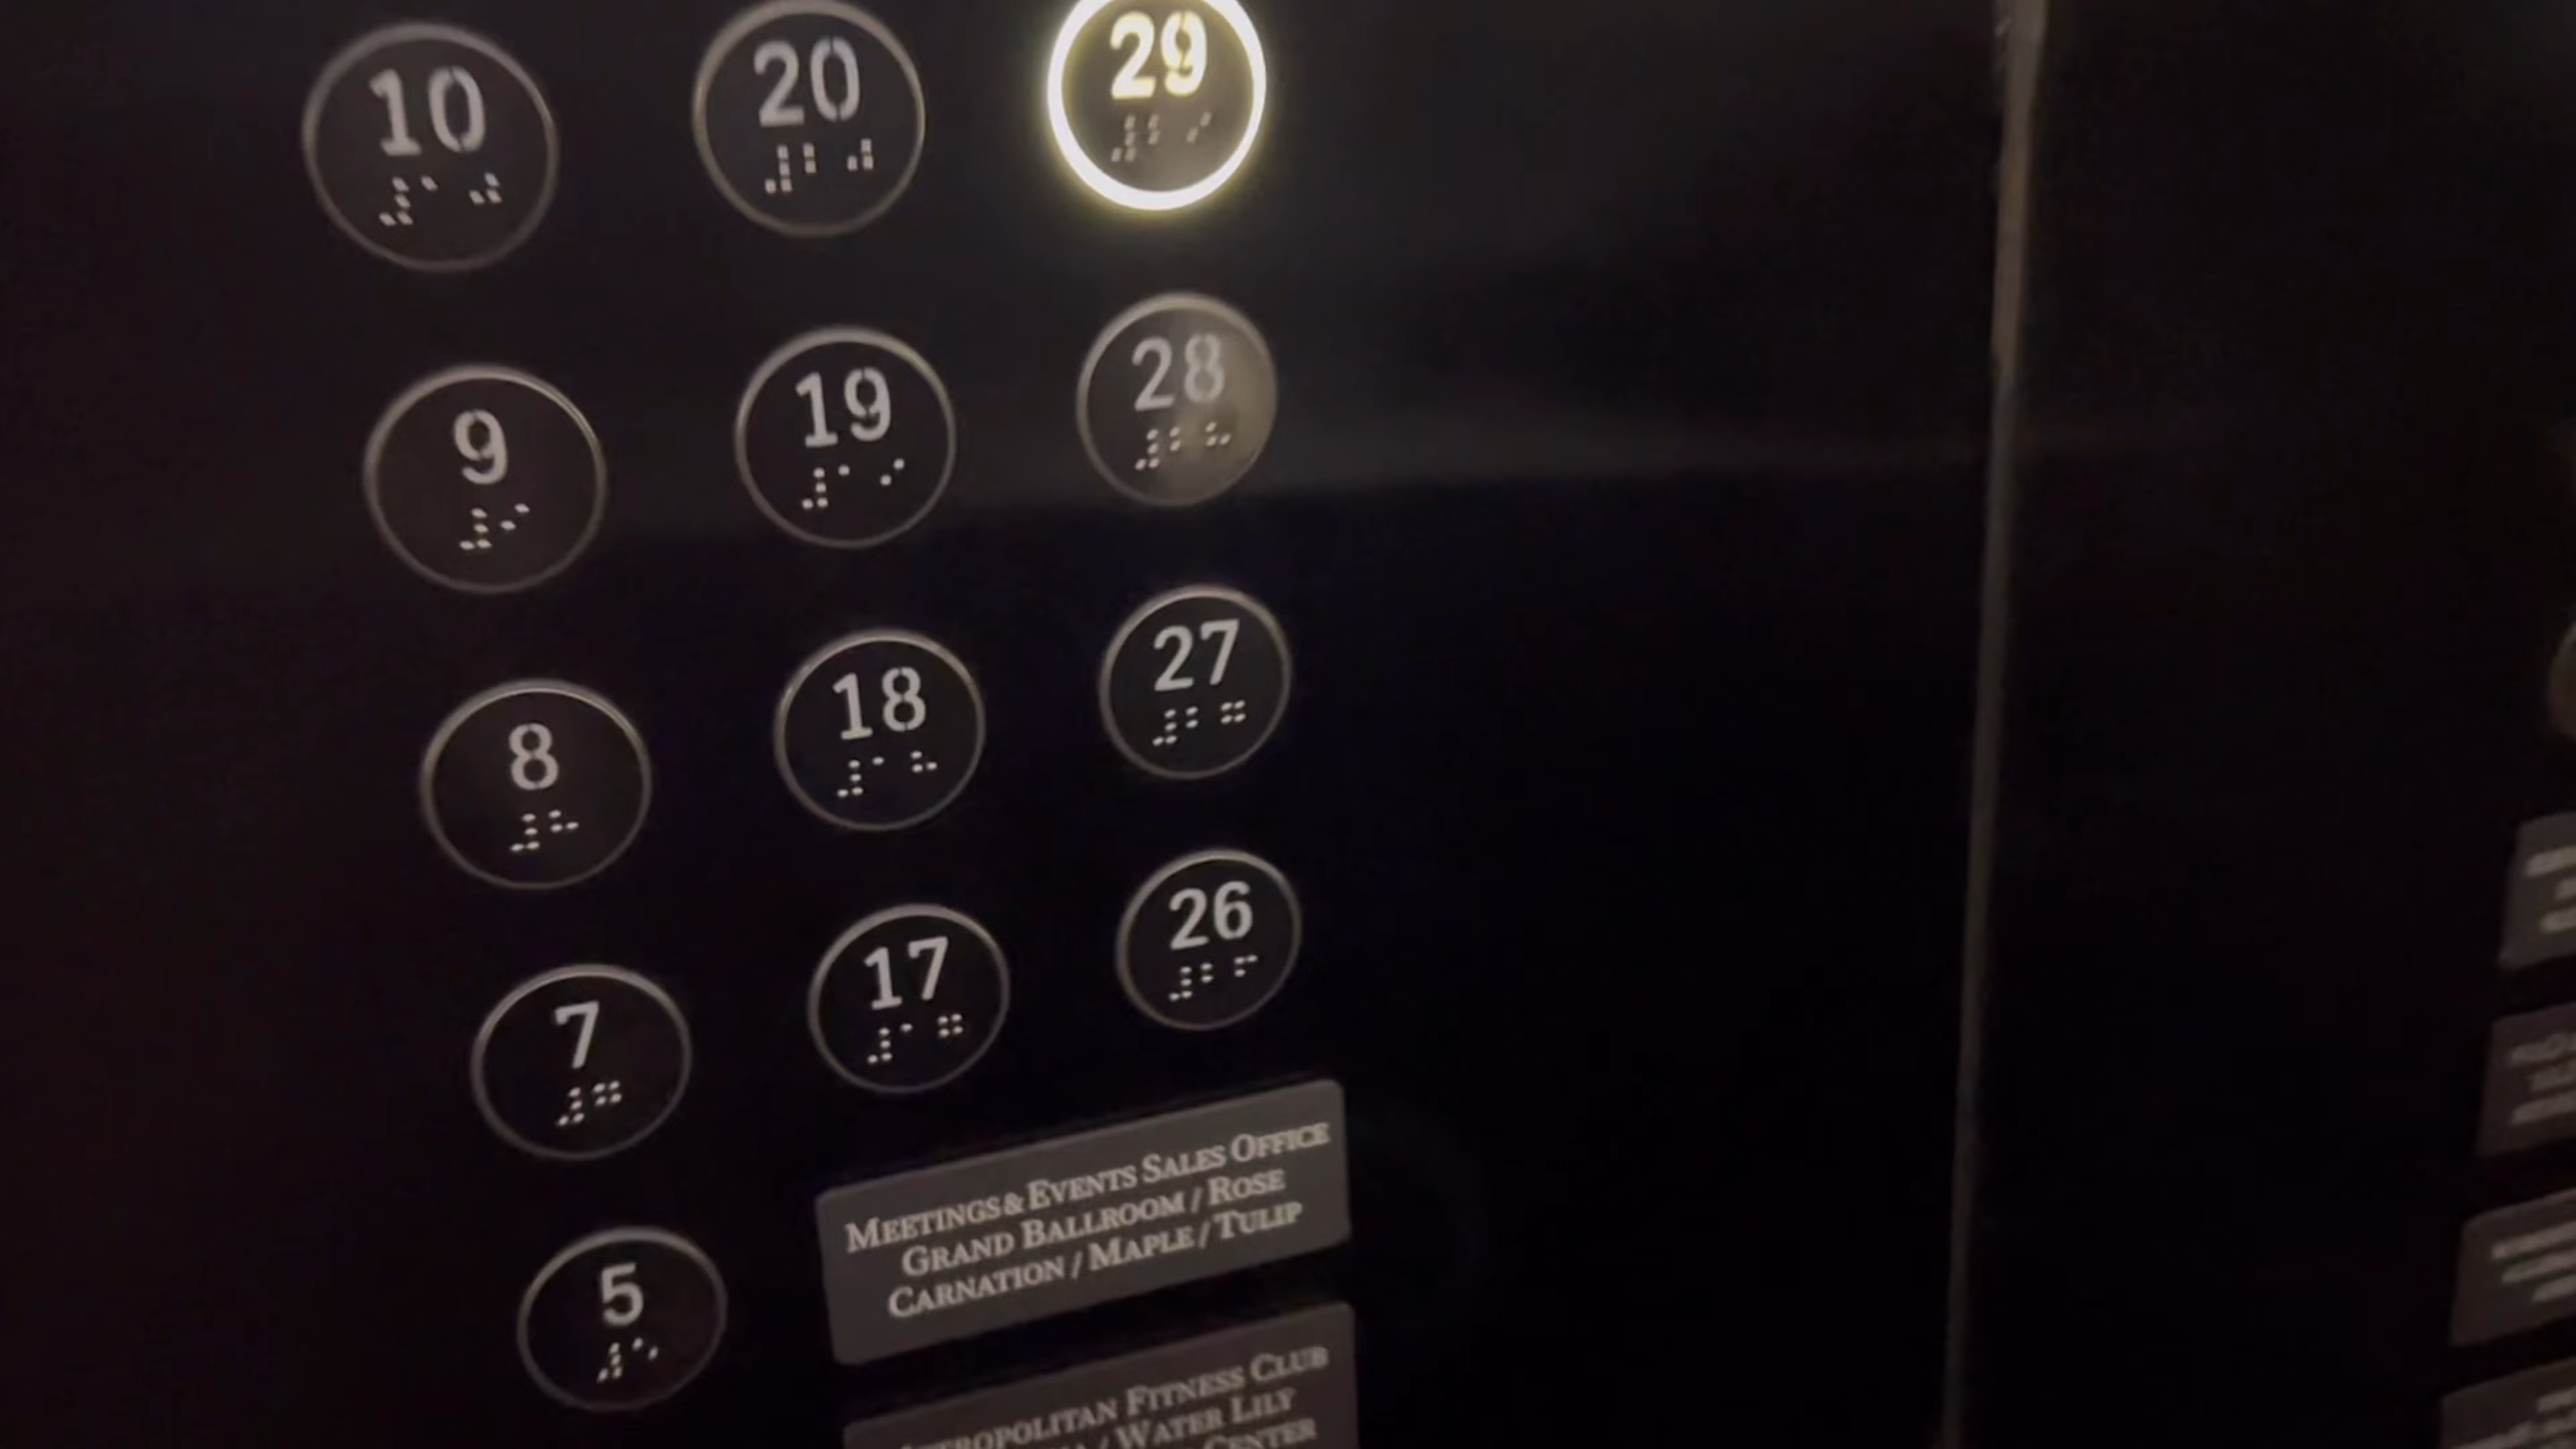 10 20 29
9 19 28
8 18 27
7 17 26
5
MEETINGS & EVENTS SALES OFFICE
GRAND BALLROOM / ROSE
CARNATION / MAPLE / TULIP
FITNESS CLUB
/ WATER LILY
CENTER